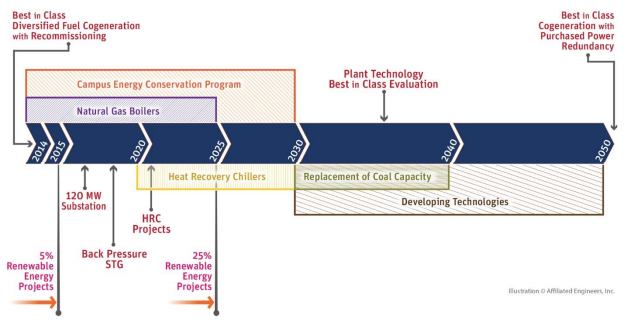 Best in Class
Diversified Fuel Cogeneration
with Recommissioning
Best in Class
Cogeneration with
Purchased Power
Redundancy
Campus Energy Conservation Program
Plant Technology
Best in Class Evaluation
Natural Gas Boilers
2014
2015
2020
2025
2030
2040
2050
Heat Recovery Chillers
Replacement of Coal Capacity
120 MW
Substation
HRC
Projects
Developing Technologies
Back Pressure
STG
5%
Renewable
Energy
Projects
25%
Renewable
Energy
Projects
Illustration © Affiliated Engineers, Inc.